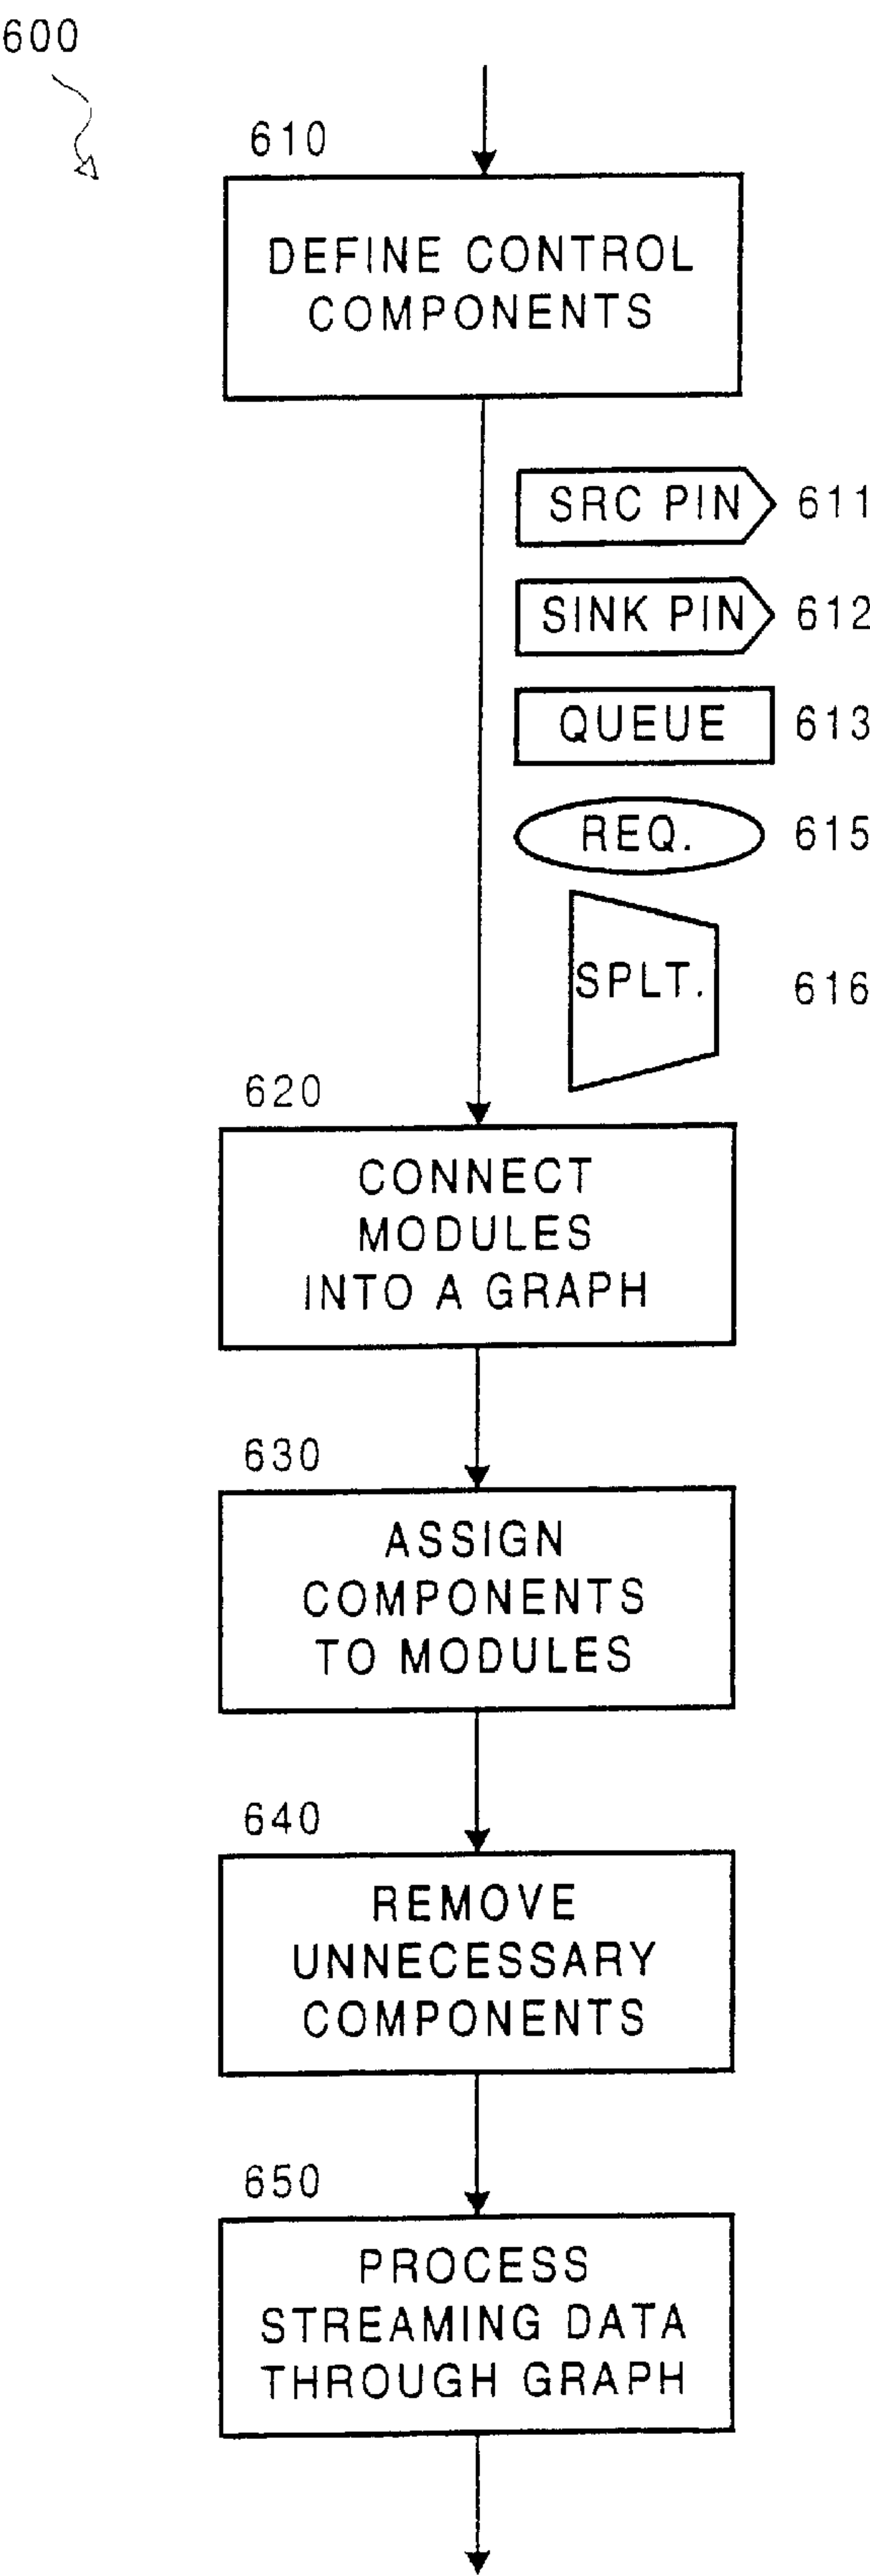 600
610
DEFINE CONTROL
COMPONENTS
SRC PIN 611
SINK PIN 612
QUEUE 613
REQ. 615
SPLT. 616
620
CONNECT
MODULES
INTO A GRAPH
630
ASSIGN
COMPONENTS
TO MODULES
640
REMOVE
UNNECESSARY
COMPONENTS
650
PROCESS
STREAMING DATA
THROUGH GRAPH